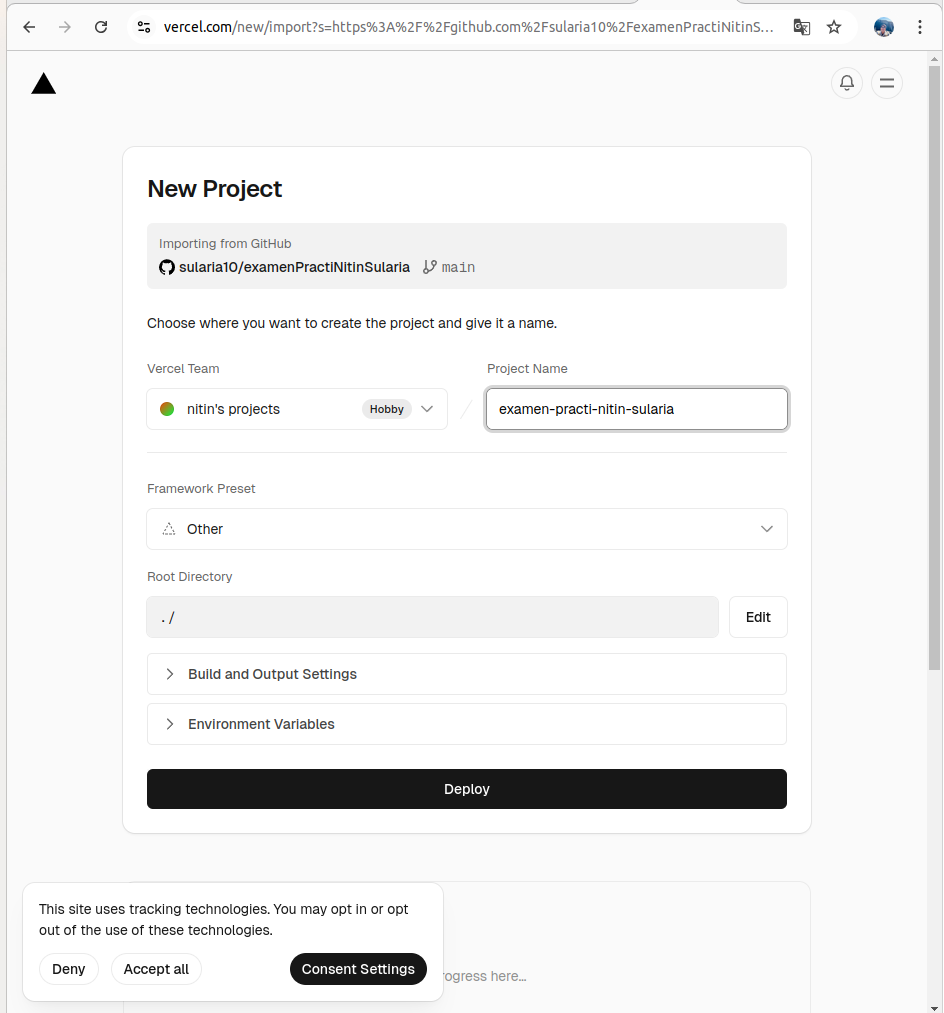 vercel.com/new/import?s=https%3A%2F%2Fgithub.com%2Fsularia10%2FexamenPractiNitinS...
New Project
Importing from GitHub
sularia10/examenPractiNitinSularia main
Choose where you want to create the project and give it a name.
Vercel Team Project Name
nitin's projects Hobby / examen-practi-nitin-sularia
Framework Preset
Other
Root Directory
./ Edit
Build and Output Settings
Environment Variables
Deploy
This site uses tracking technologies. You may opt in or opt
out of the use of these technologies.
Deny Accept all Consent Settings
rogress here...